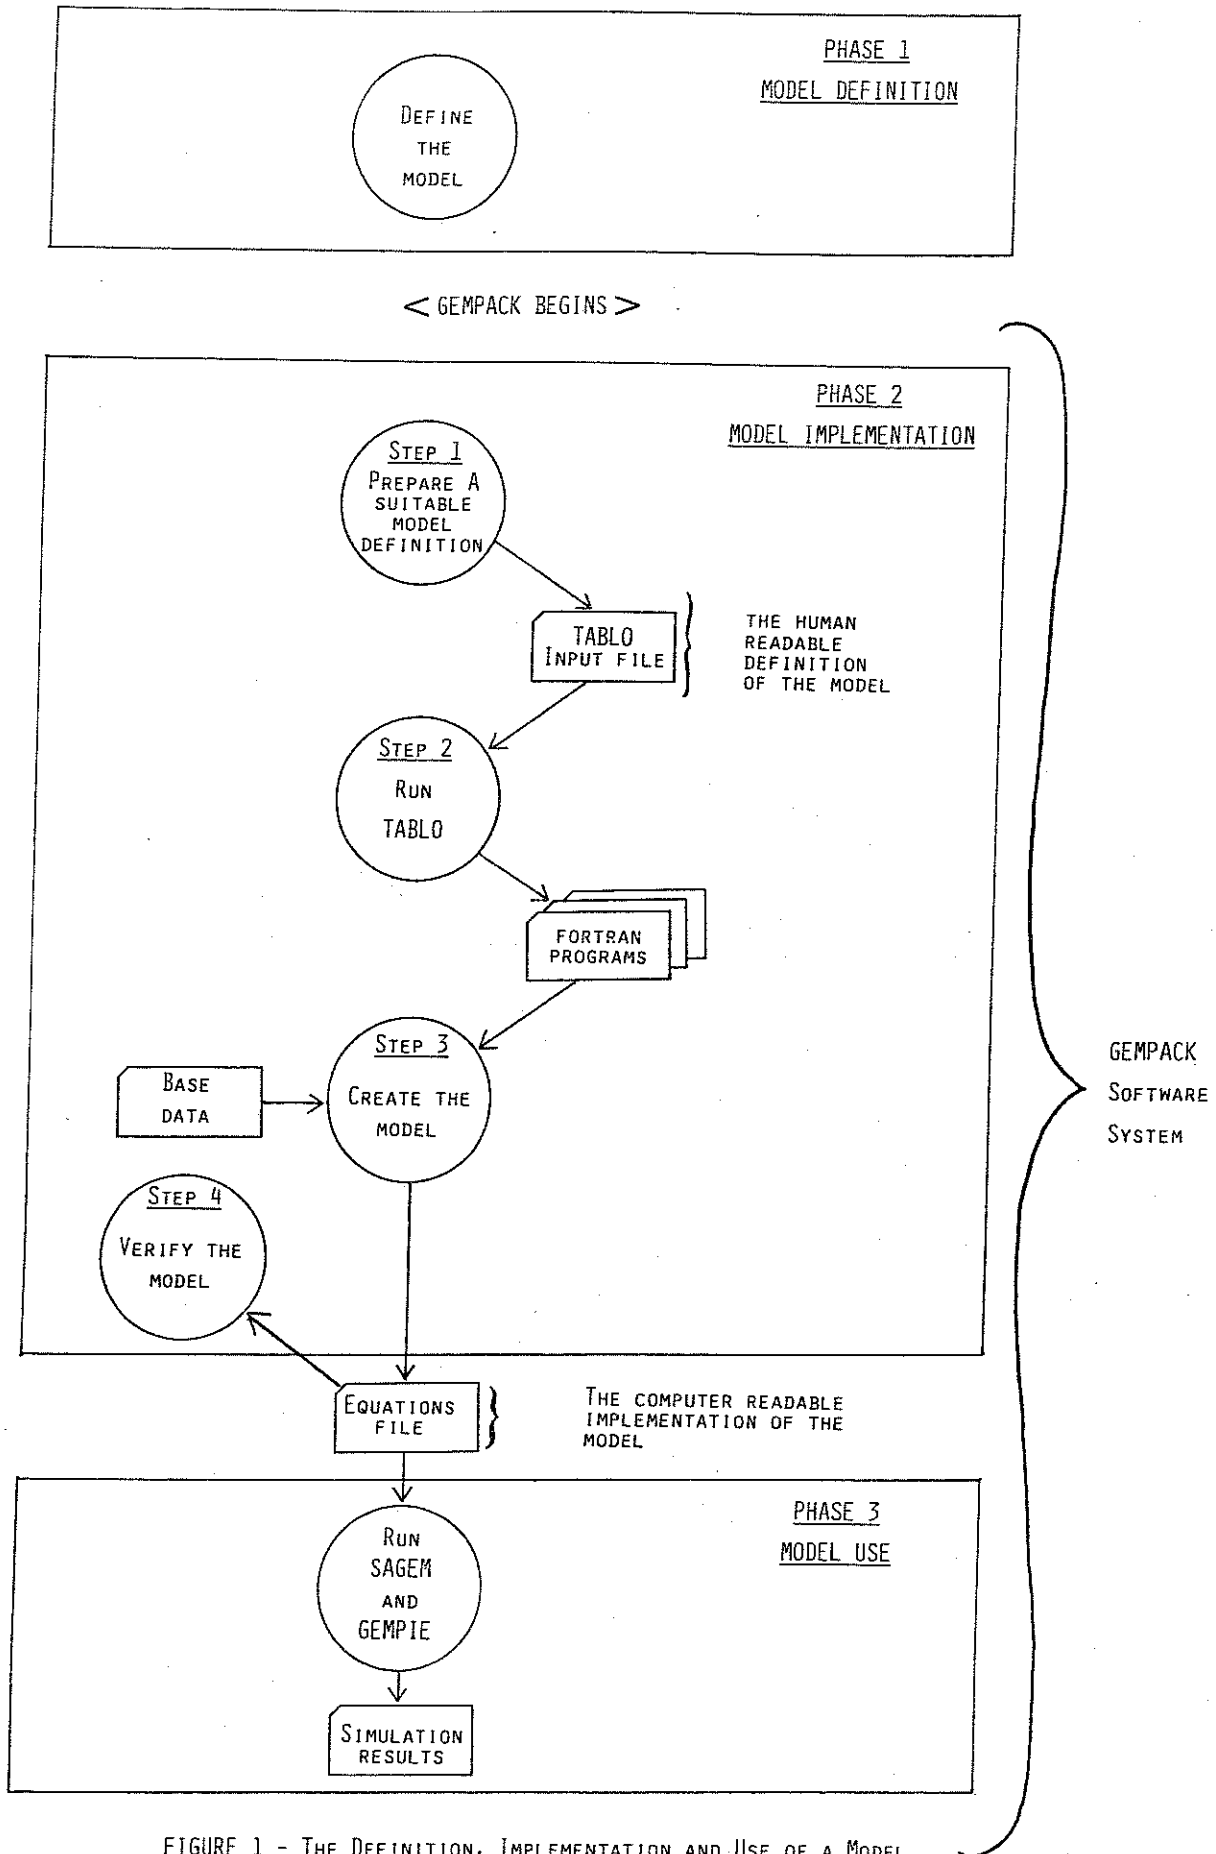 PHASE 1
MODEL DEFINITION
DEFINE
THE
MODEL
< GEMPACK BEGINS >
PHASE 2
MODEL IMPLEMENTATION
STEP 1
PREPARE A
SUITABLE
MODEL
DEFINITION
TABLO
INPUT FILE
THE HUMAN
READABLE
DEFINITION
OF THE MODEL
STEP 2
RUN
TABLO
FORTRAN
PROGRAMS
STEP 3
CREATE THE
MODEL
BASE
DATA
GEMPACK
SOFTWARE
SYSTEM
STEP 4
VERIFY THE
MODEL
EQUATIONS
FILE
THE COMPUTER READABLE
IMPLEMENTATION OF THE
MODEL
PHASE 3
MODEL USE
RUN
SAGEM
AND
GEMPIE
SIMULATION
RESULTS
FIGURE 1 - THE DEFINITION, IMPLEMENTATION AND USE OF A MODEL